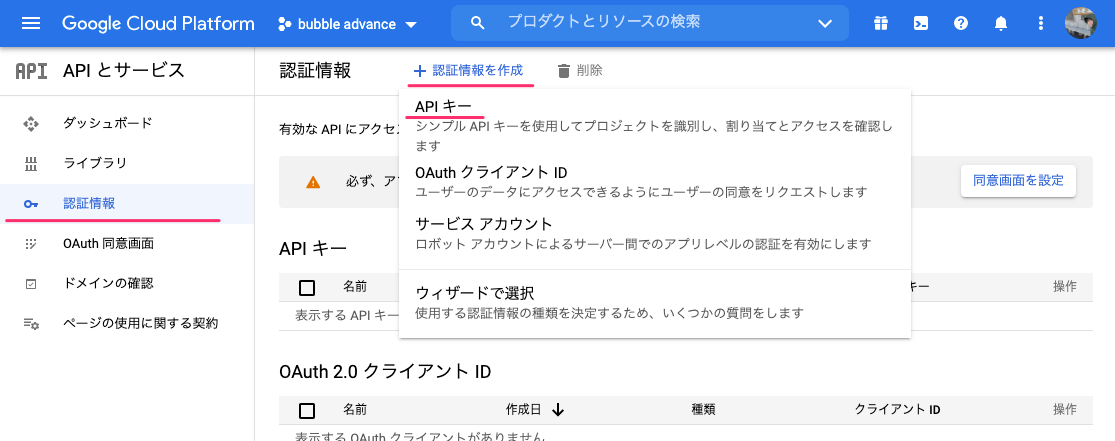 Google Cloud Platform
bubble advance
プロダクトとリソースの検索
API
API とサービス
認証情報
認証情報を作成
削除
ダッシュボード
ライブラリ
認証情報
OAuth 同意画面
ドメインの確認
ページの使用に関する契約
有効な API にアクセス
API キー
シンプル API キーを使用してプロジェクトを識別し、割り当てとアクセスを確認し
ます
OAuth クライアント ID
ユーザーのデータにアクセスできるようにユーザーの同意をリクエストします
サービス アカウント
ロボット アカウントによるサーバー間でのアプリレベルの認証を有効にします
ウィザードで選択
使用する認証情報の種類を決定するため、いくつかの質問をします
必ず、ア
同意画面を設定
API キー
名前
キー
操作
表示する API キー
OAuth 2.0 クライアント ID
名前
作成日
種類
クライアント ID
操作
表示する OAuth クライアントがありません